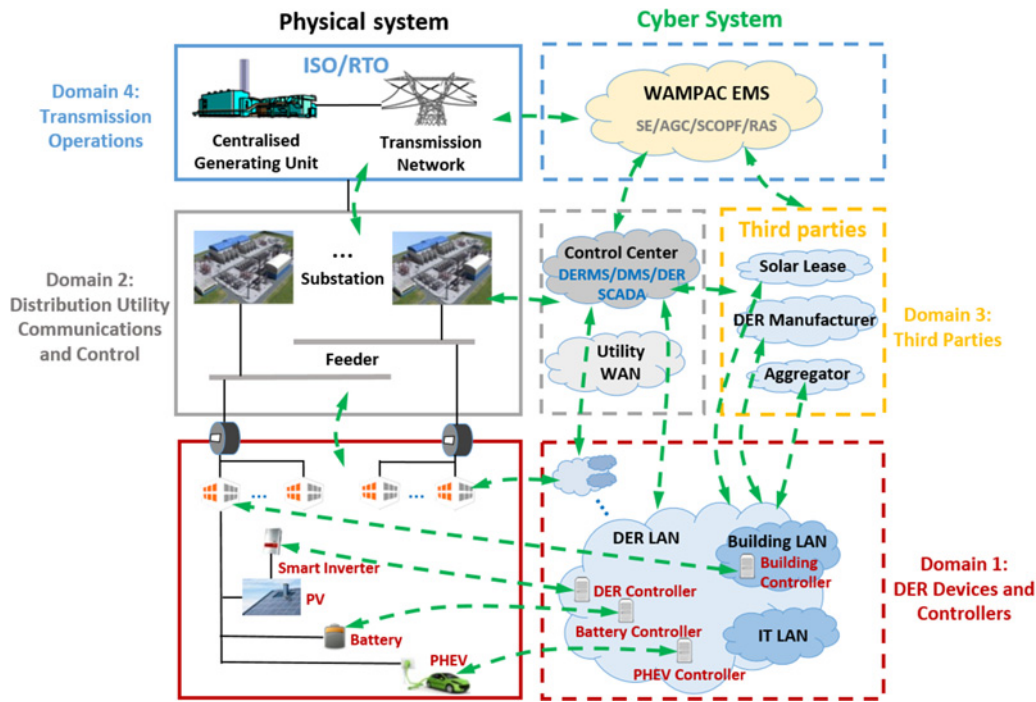 Physical system
Cyber System
Domain 4:
Transmission
Operations
ISO/RTO
Centralised
Generating Unit
Transmission
Network
WAMPAC EMS
SE/AGC/SCOPF/RAS
Domain 2:
Distribution Utility
Communications
and Control
...
Substation
Feeder
Control Center
DERMS/DMS/DER
SCADA
Utility
WAN
Third parties
Solar Lease
DER Manufacturer
Aggregator
Domain 3:
Third Parties
...
...
Smart Inverter
PV
Battery
PHEV
...
DER LAN
Building LAN
Building
Controller
DER Controller
Battery Controller
IT LAN
PHEV Controller
Domain 1:
DER Devices and
Controllers